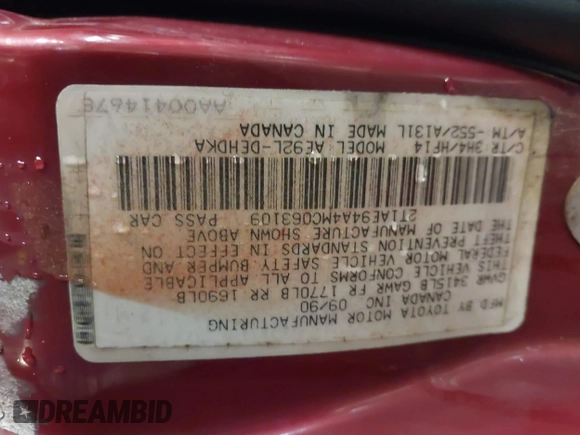 MFD BY TOYOTA MOTOR MANUFACTURING
CANADA INC 09/90
GVWR 3415LB GAWR FR 1770LB RR 1690LB
THIS VEHICLE CONFORMS TO ALL APPLICABLE
FEDERAL MOTOR VEHICLE SAFETY BUMPER AND
THEFT PREVENTION STANDARDS IN EFFECT ON
THE DATE OF MANUFACTURE SHOWN ABOVE
2T1AE94A4MC063109 PASS CAR
C/TR 3H4/HF14 MODEL AE92L-DEHDKA
A/TM -552/A131L MADE IN CANADA
AA0041467E
DREAMBID